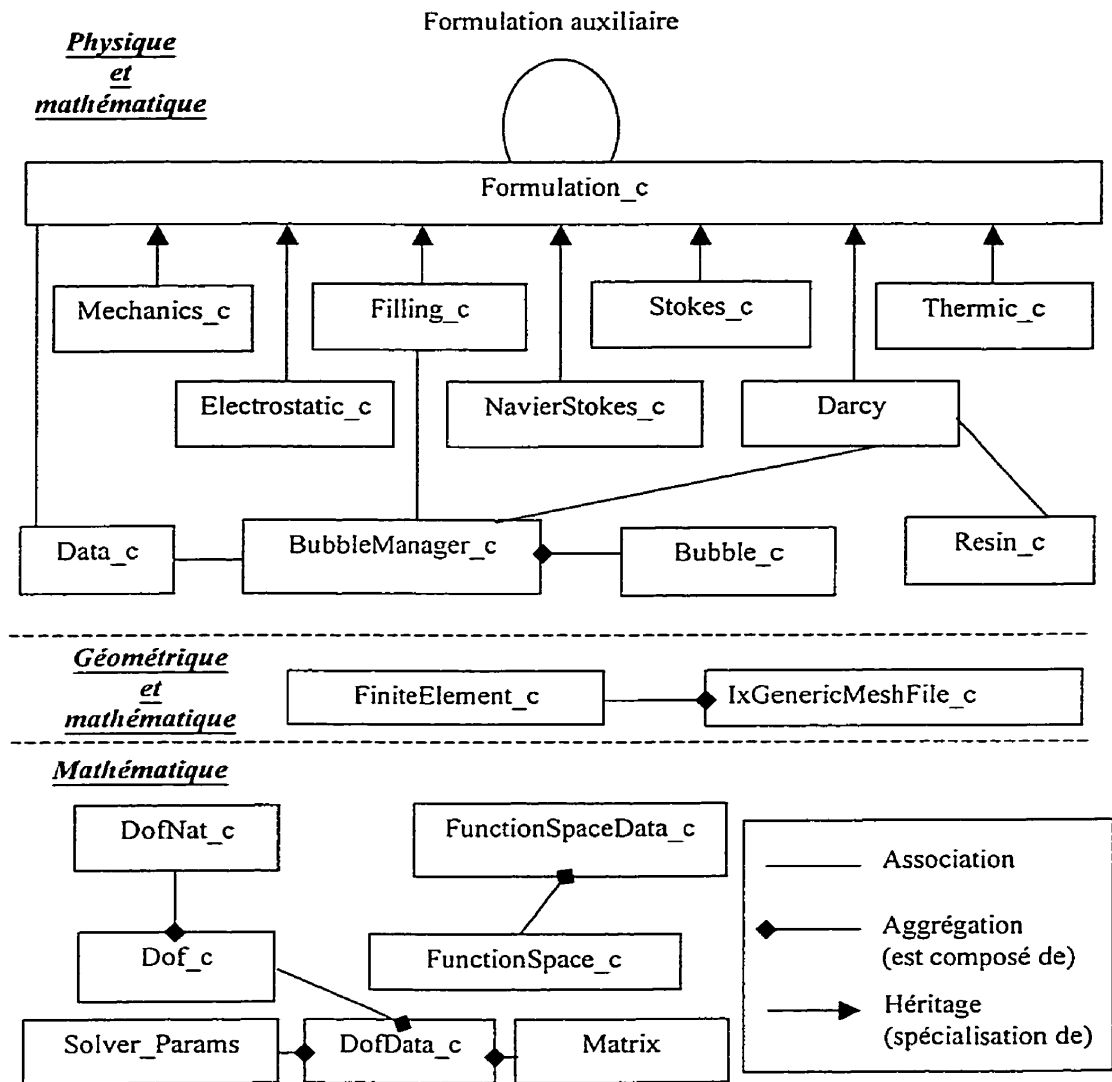 Formulation auxiliaire
Physique
et
mathématique
Formulation_c
Mechanics_c
Filling_c
Stokes_c
Thermic_c
Electrostatic_c
NavierStokes_c
Darcy
Data_c
BubbleManager_c
Bubble_c
Resin_c
Géométrique
et
mathématique
FiniteElement_c
IxGenericMeshFile_c
Mathématique
DofNat_c
FunctionSpaceData_c
Association
Aggrégation
(est composé de)
Dof_c
FunctionSpace_c
Héritage
(spécialisation de)
Solver_Params
DofData_c
Matrix